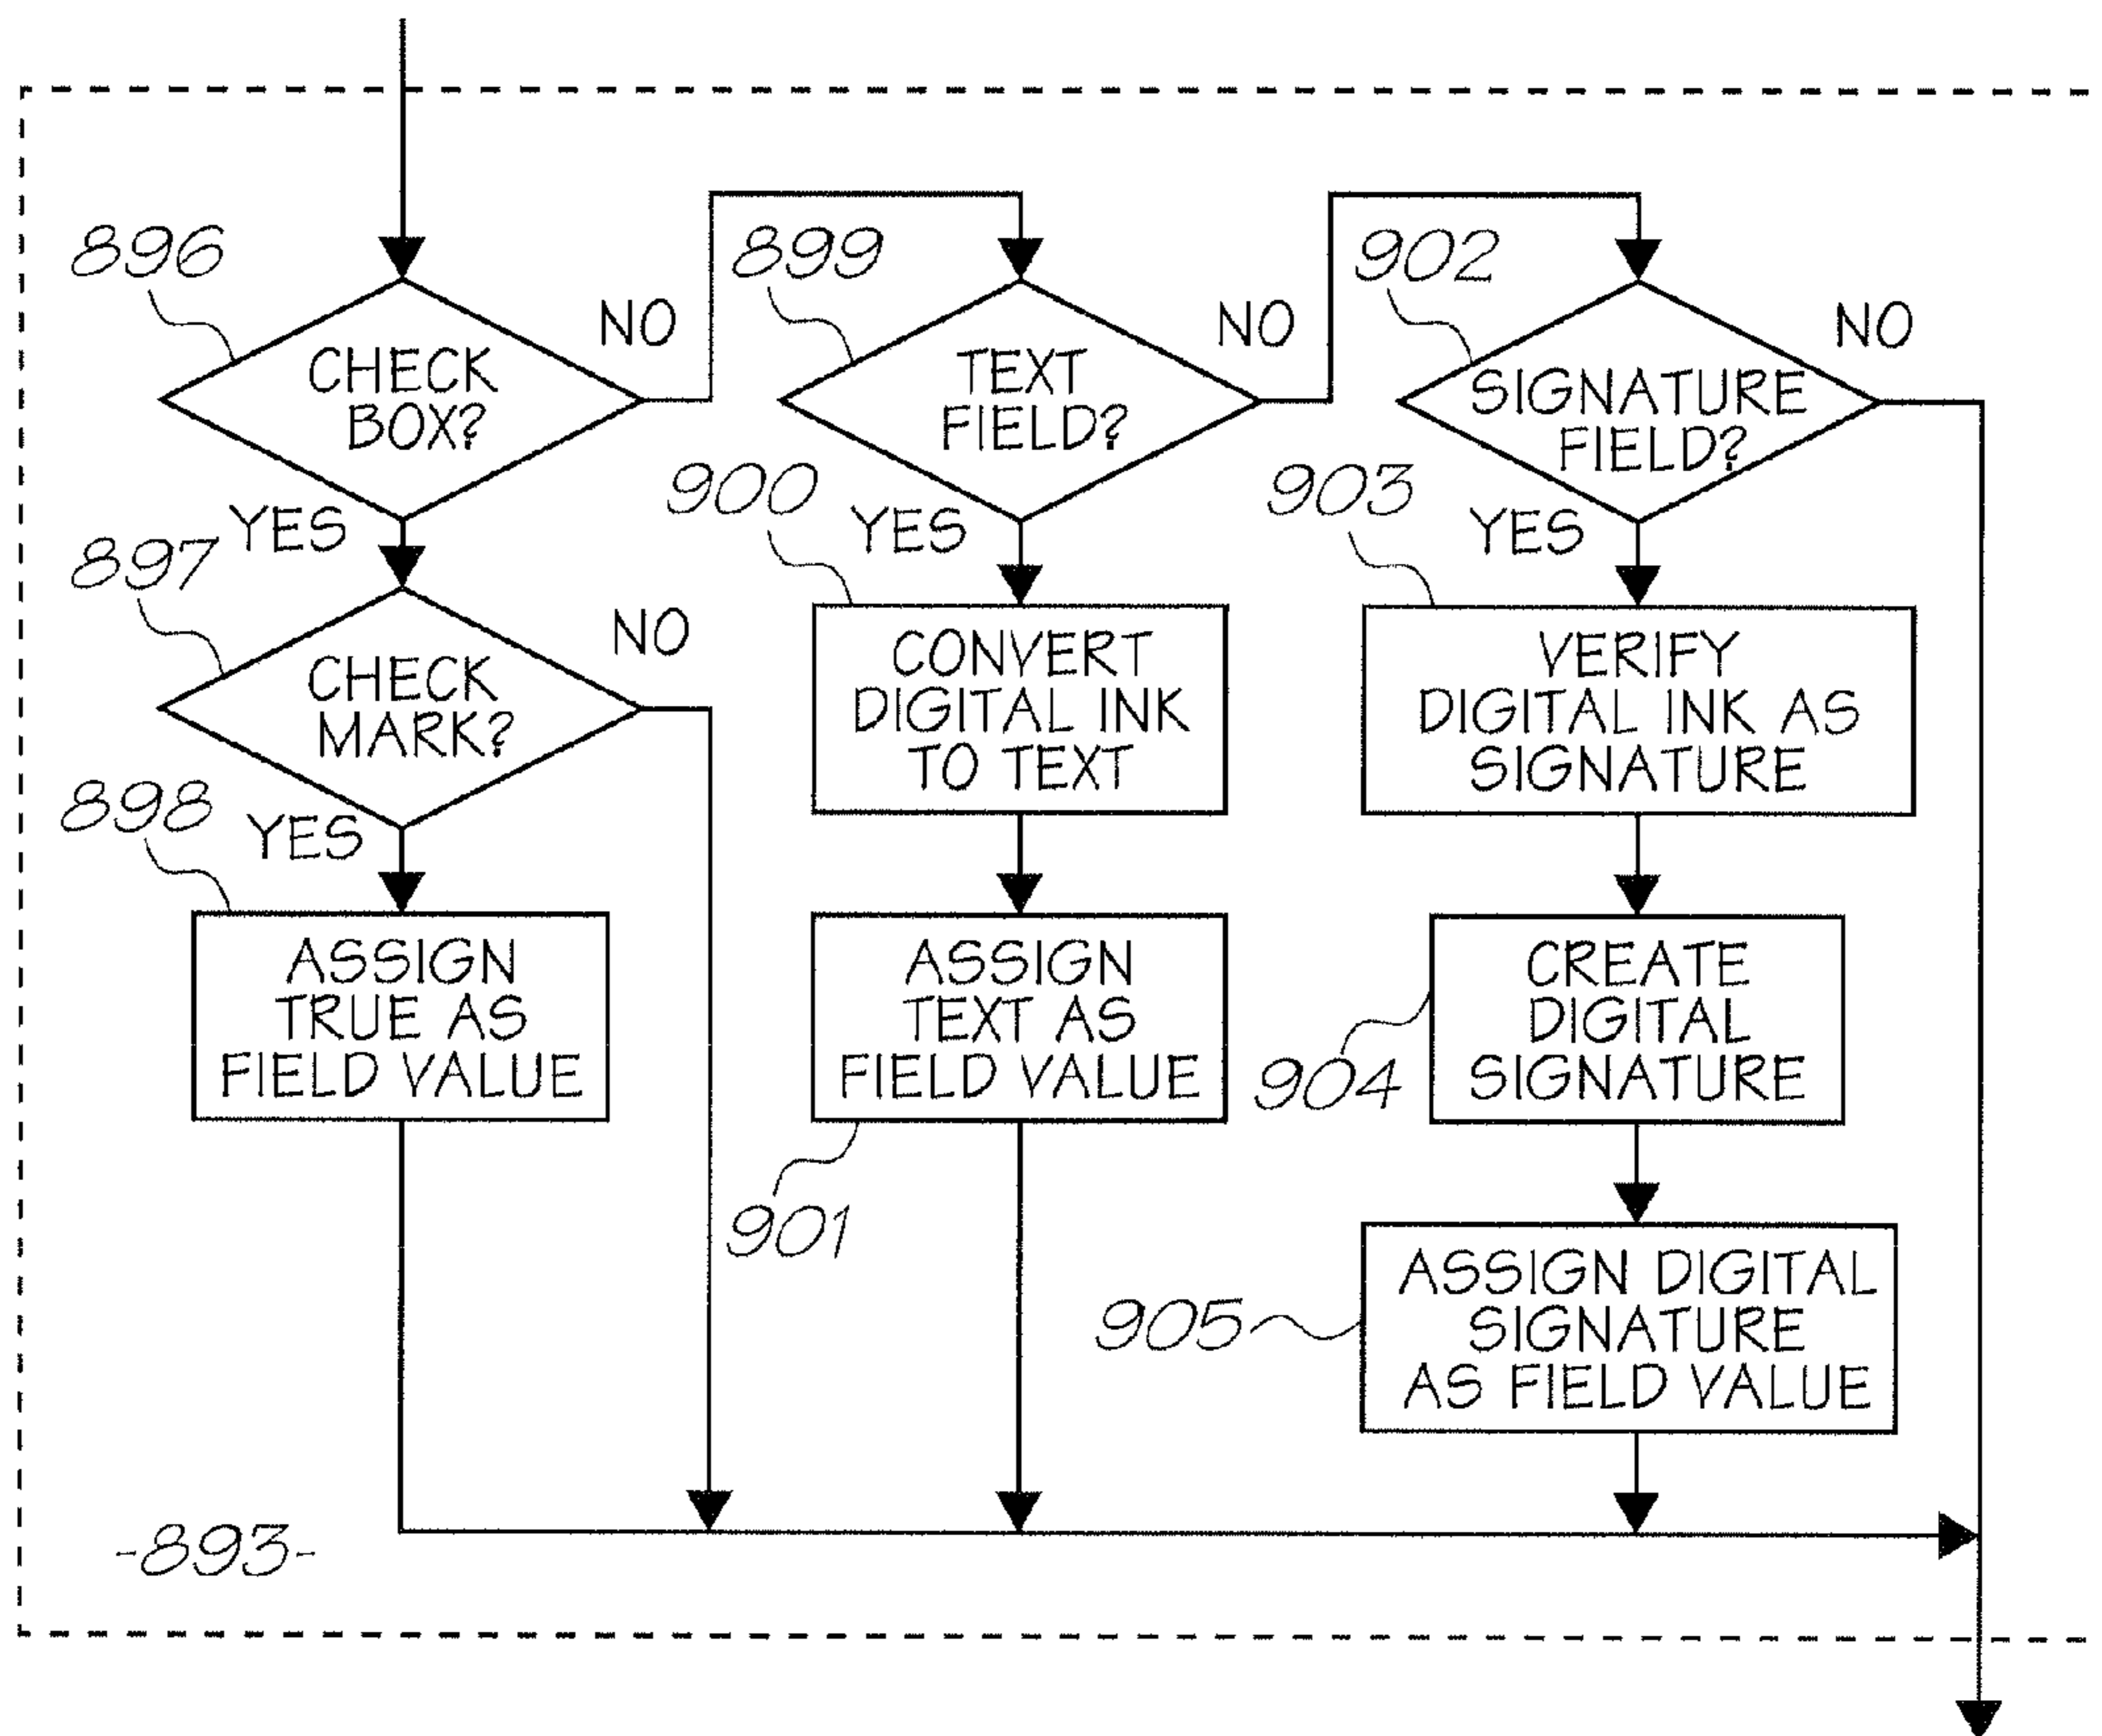 896
CHECK
BOX?
NO
YES
897
CHECK
MARK?
NO
YES
898
ASSIGN
TRUE AS
FIELD VALUE
899
TEXT
FIELD?
NO
YES
900
CONVERT
DIGITAL INK
TO TEXT
ASSIGN
TEXT AS
FIELD VALUE
901
902
SIGNATURE
FIELD?
NO
YES
903
VERIFY
DIGITAL INK AS
SIGNATURE
CREATE
DIGITAL
SIGNATURE
904
ASSIGN DIGITAL
SIGNATURE
AS FIELD VALUE
905
-893-